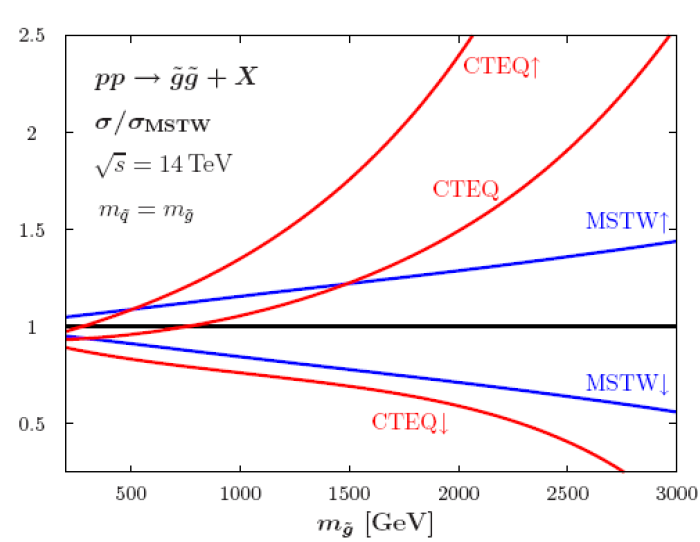 2.5
pp → g̃g̃ + X
CTEQ↑
σ/σMSTW
2
√s = 14 TeV
CTEQ
mq̃ = mg̃
MSTW↑
1.5
1
MSTW↓
CTEQ↓
0.5
500 1000 1500 2000 2500 3000
mg̃ [GeV]